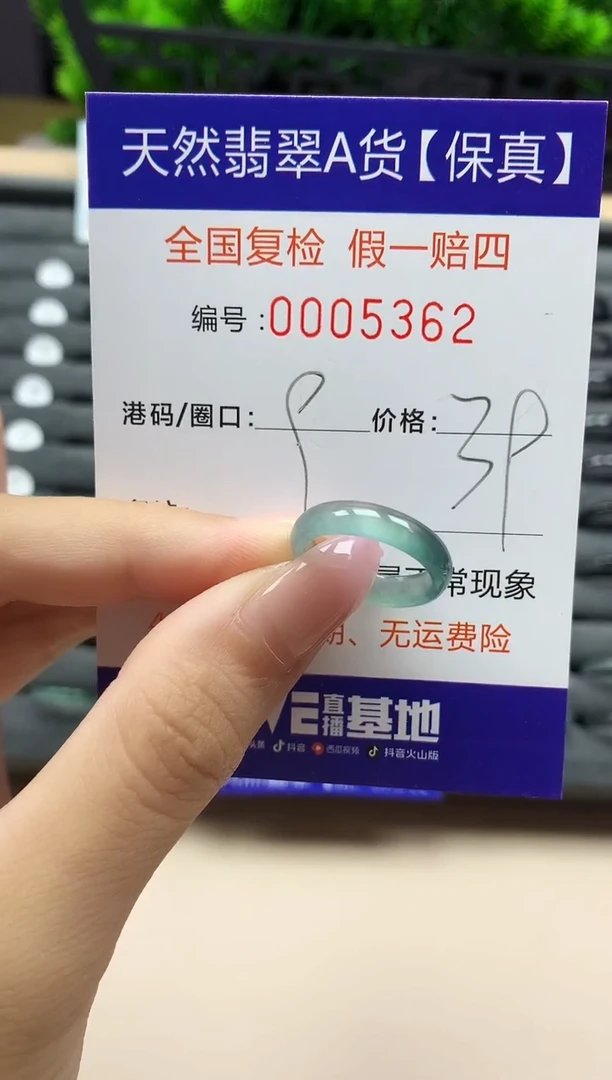 天然翡翠A货【保真】
全国复检 假一赔四
编号:0005362
港码/圈口: 价格:
常现象
、无运费险
直播基地
抖音 西瓜视频 抖音火山版